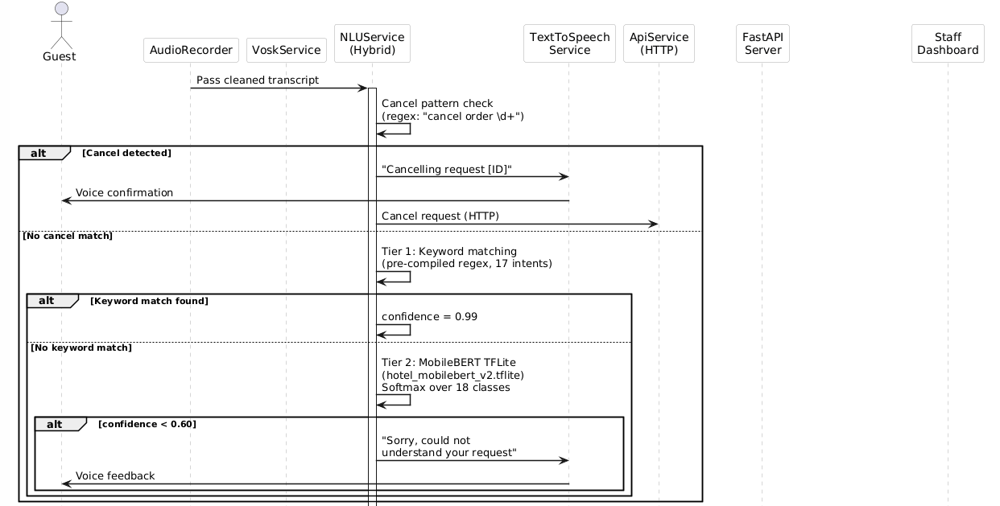 Guest
AudioRecorder
VoskService
NLUService
(Hybrid)
TextToSpeech
Service
ApiService
(HTTP)
FastAPI
Server
Staff
Dashboard
Pass cleaned transcript
Cancel pattern check
(regex: "cancel order \d+")
alt
[Cancel detected]
"Cancelling request [ID]"
Voice confirmation
Cancel request (HTTP)
[No cancel match]
Tier 1: Keyword matching
(pre-compiled regex, 17 intents)
alt
[Keyword match found]
confidence = 0.99
[No keyword match]
Tier 2: MobileBERT TFLite
(hotel_mobilebert_v2.tflite)
Softmax over 18 classes
alt
[confidence < 0.60]
"Sorry, could not
understand your request"
Voice feedback